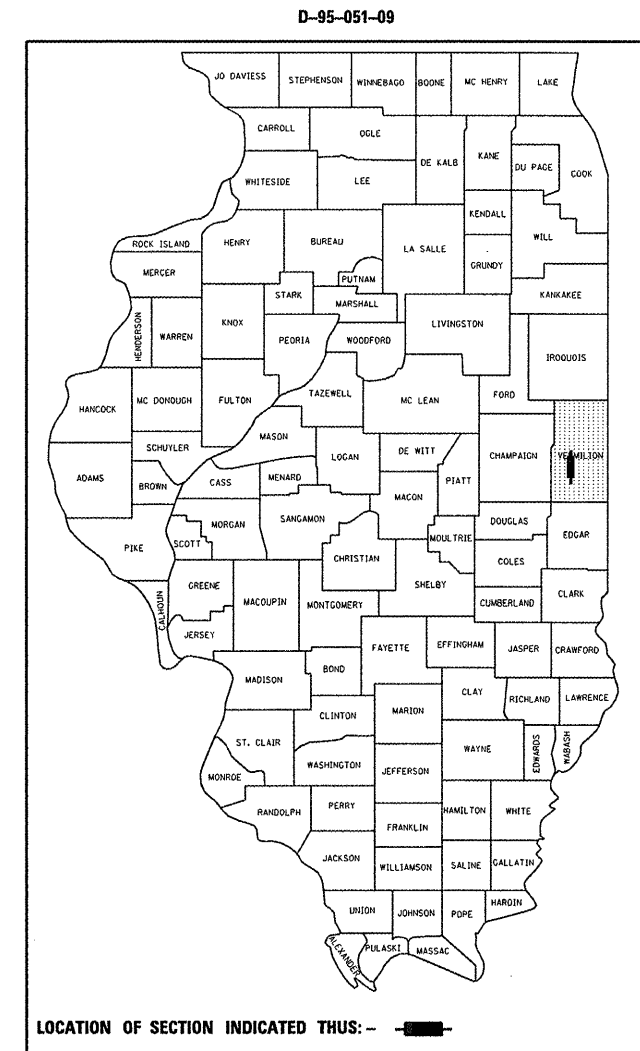 D-95-051-09
JO DAVIESS STEPHENSON WINNEBAGO BOONE MC HENRY LAKE
CARROLL OGLE
DE KALB KANE DU PAGE COOK
WHITESIDE LEE
KENDALL
ROCK ISLAND HENRY BUREAU LA SALLE WILL
MERCER PUTNAM GRUNDY
STARK MARSHALL KANKAKEE
HENDERSON WARREN KNOX PEORIA WOODFORD LIVINGSTON IROQUOIS
HANCOCK MC DONOUGH FULTON TAZEWELL MC LEAN FORD
MASON
SCHUYLER LOGAN DE WITT CHAMPAIGN VERMILION
ADAMS BROWN CASS MENARD MACON PIATT
MORGAN SANGAMON DOUGLAS
PIKE SCOTT CHRISTIAN MOULTRIE EDGAR
COLES
GREENE MACOUPIN MONTGOMERY SHELBY CLARK
CALHOUN CUMBERLAND
JERSEY FAYETTE EFFINGHAM JASPER CRAWFORD
MADISON BOND
CLAY RICHLAND LAWRENCE
CLINTON MARION
ST. CLAIR WAYNE EDWARDS WABASH
WASHINGTON JEFFERSON
MONROE
RANDOLPH PERRY HAMILTON WHITE
FRANKLIN
JACKSON WILLIAMSON SALINE GALLATIN
UNION JOHNSON POPE HARDIN
ALEXANDER PULASKI MASSAC
LOCATION OF SECTION INDICATED THUS: -